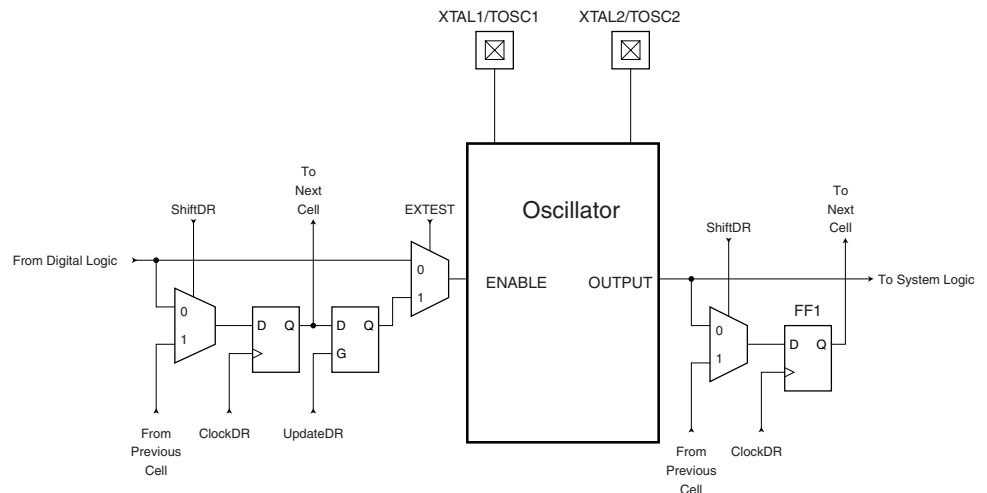 XTAL1/TOSC1
XTAL2/TOSC2
To
Next
Cell
ShiftDR
EXTEST
From Digital Logic
0
1
D Q
D Q
G
0
1
From
Previous
Cell
ClockDR
UpdateDR
Oscillator
ENABLE
OUTPUT
To
Next
Cell
ShiftDR
To System Logic
FF1
0
1
D Q
From
Previous
Cell
ClockDR